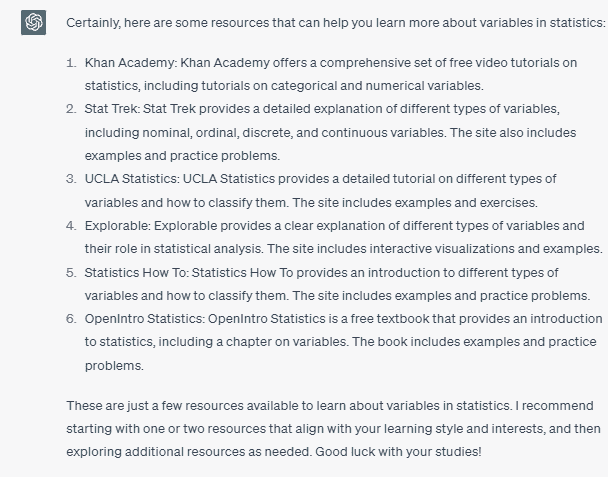 Certainly, here are some resources that can help you learn more about variables in statistics:
1. Khan Academy: Khan Academy offers a comprehensive set of free video tutorials on
statistics, including tutorials on categorical and numerical variables.
2. Stat Trek: Stat Trek provides a detailed explanation of different types of variables,
including nominal, ordinal, discrete, and continuous variables. The site also includes
examples and practice problems.
3. UCLA Statistics: UCLA Statistics provides a detailed tutorial on different types of
variables and how to classify them. The site includes examples and exercises.
4. Explorable: Explorable provides a clear explanation of different types of variables and
their role in statistical analysis. The site includes interactive visualizations and examples.
5. Statistics How To: Statistics How To provides an introduction to different types of
variables and how to classify them. The site includes examples and practice problems.
6. OpenIntro Statistics: OpenIntro Statistics is a free textbook that provides an introduction
to statistics, including a chapter on variables. The book includes examples and practice
problems.
These are just a few resources available to learn about variables in statistics. I recommend
starting with one or two resources that align with your learning style and interests, and then
exploring additional resources as needed. Good luck with your studies!